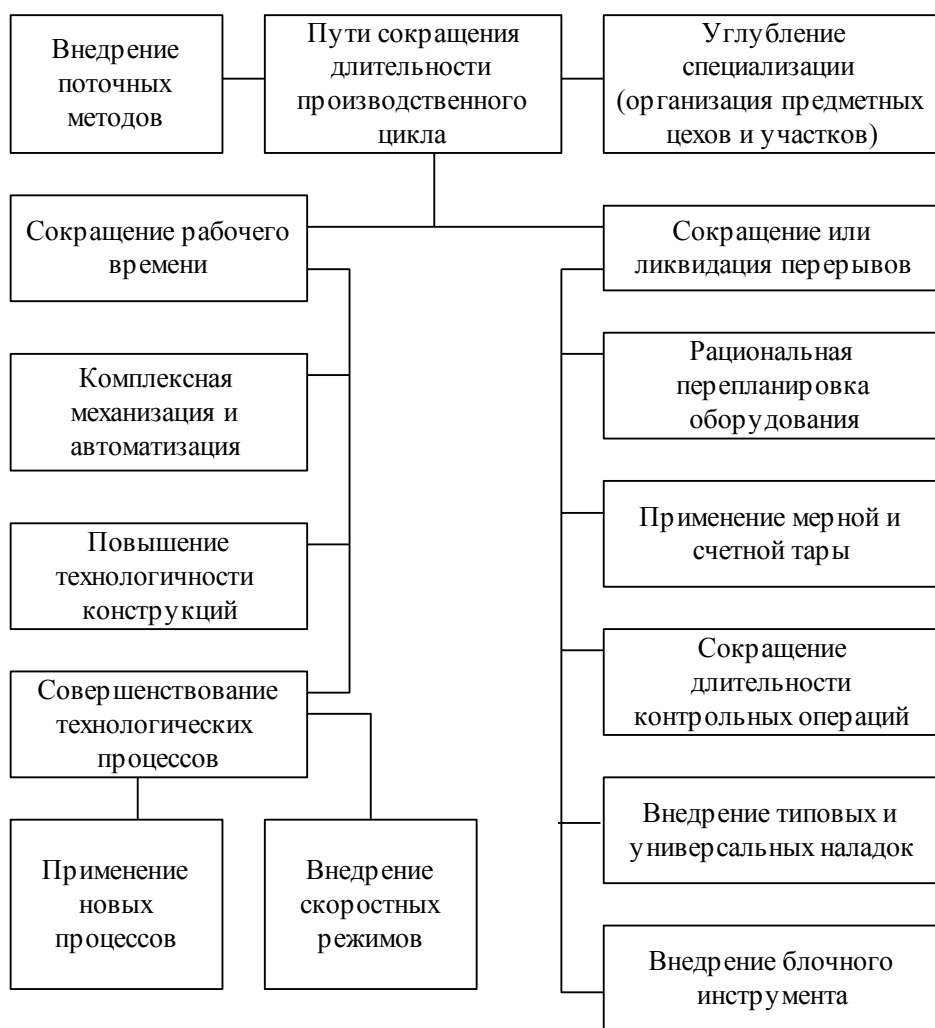 Внедрение
поточных
методов
Пути сокращения
длительности
производственного
цикла
Углубление
специализации
(организация предметных
цехов и участков)
Сокращение рабочего
времени
Сокращение или
ликвидация перерывов
Комплексная
механизация и
автоматизация
Рациональная
перепланировка
оборудования
Повышение
технологичности
конструкций
Применение мерной и
счетной тары
Совершенствование
технологических
процессов
Сокращение
длительности
контрольных операций
Применение
новых
процессов
Внедрение
скоростных
режимов
Внедрение типовых и
универсальных наладок
Внедрение блочного
инструмента